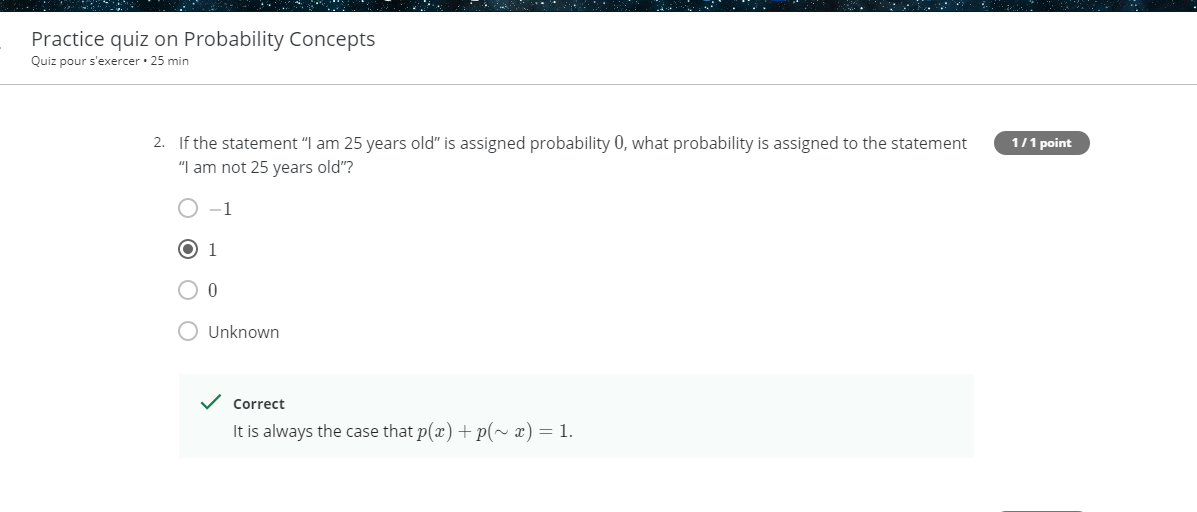 Practice quiz on Probability Concepts
Quiz pour s'exercer • 25 min
2. If the statement “I am 25 years old” is assigned probability 0, what probability is assigned to the statement
“I am not 25 years old”?
1 / 1 point
−1
1
0
Unknown
Correct
It is always the case that p(x) + p(∼ x) = 1.